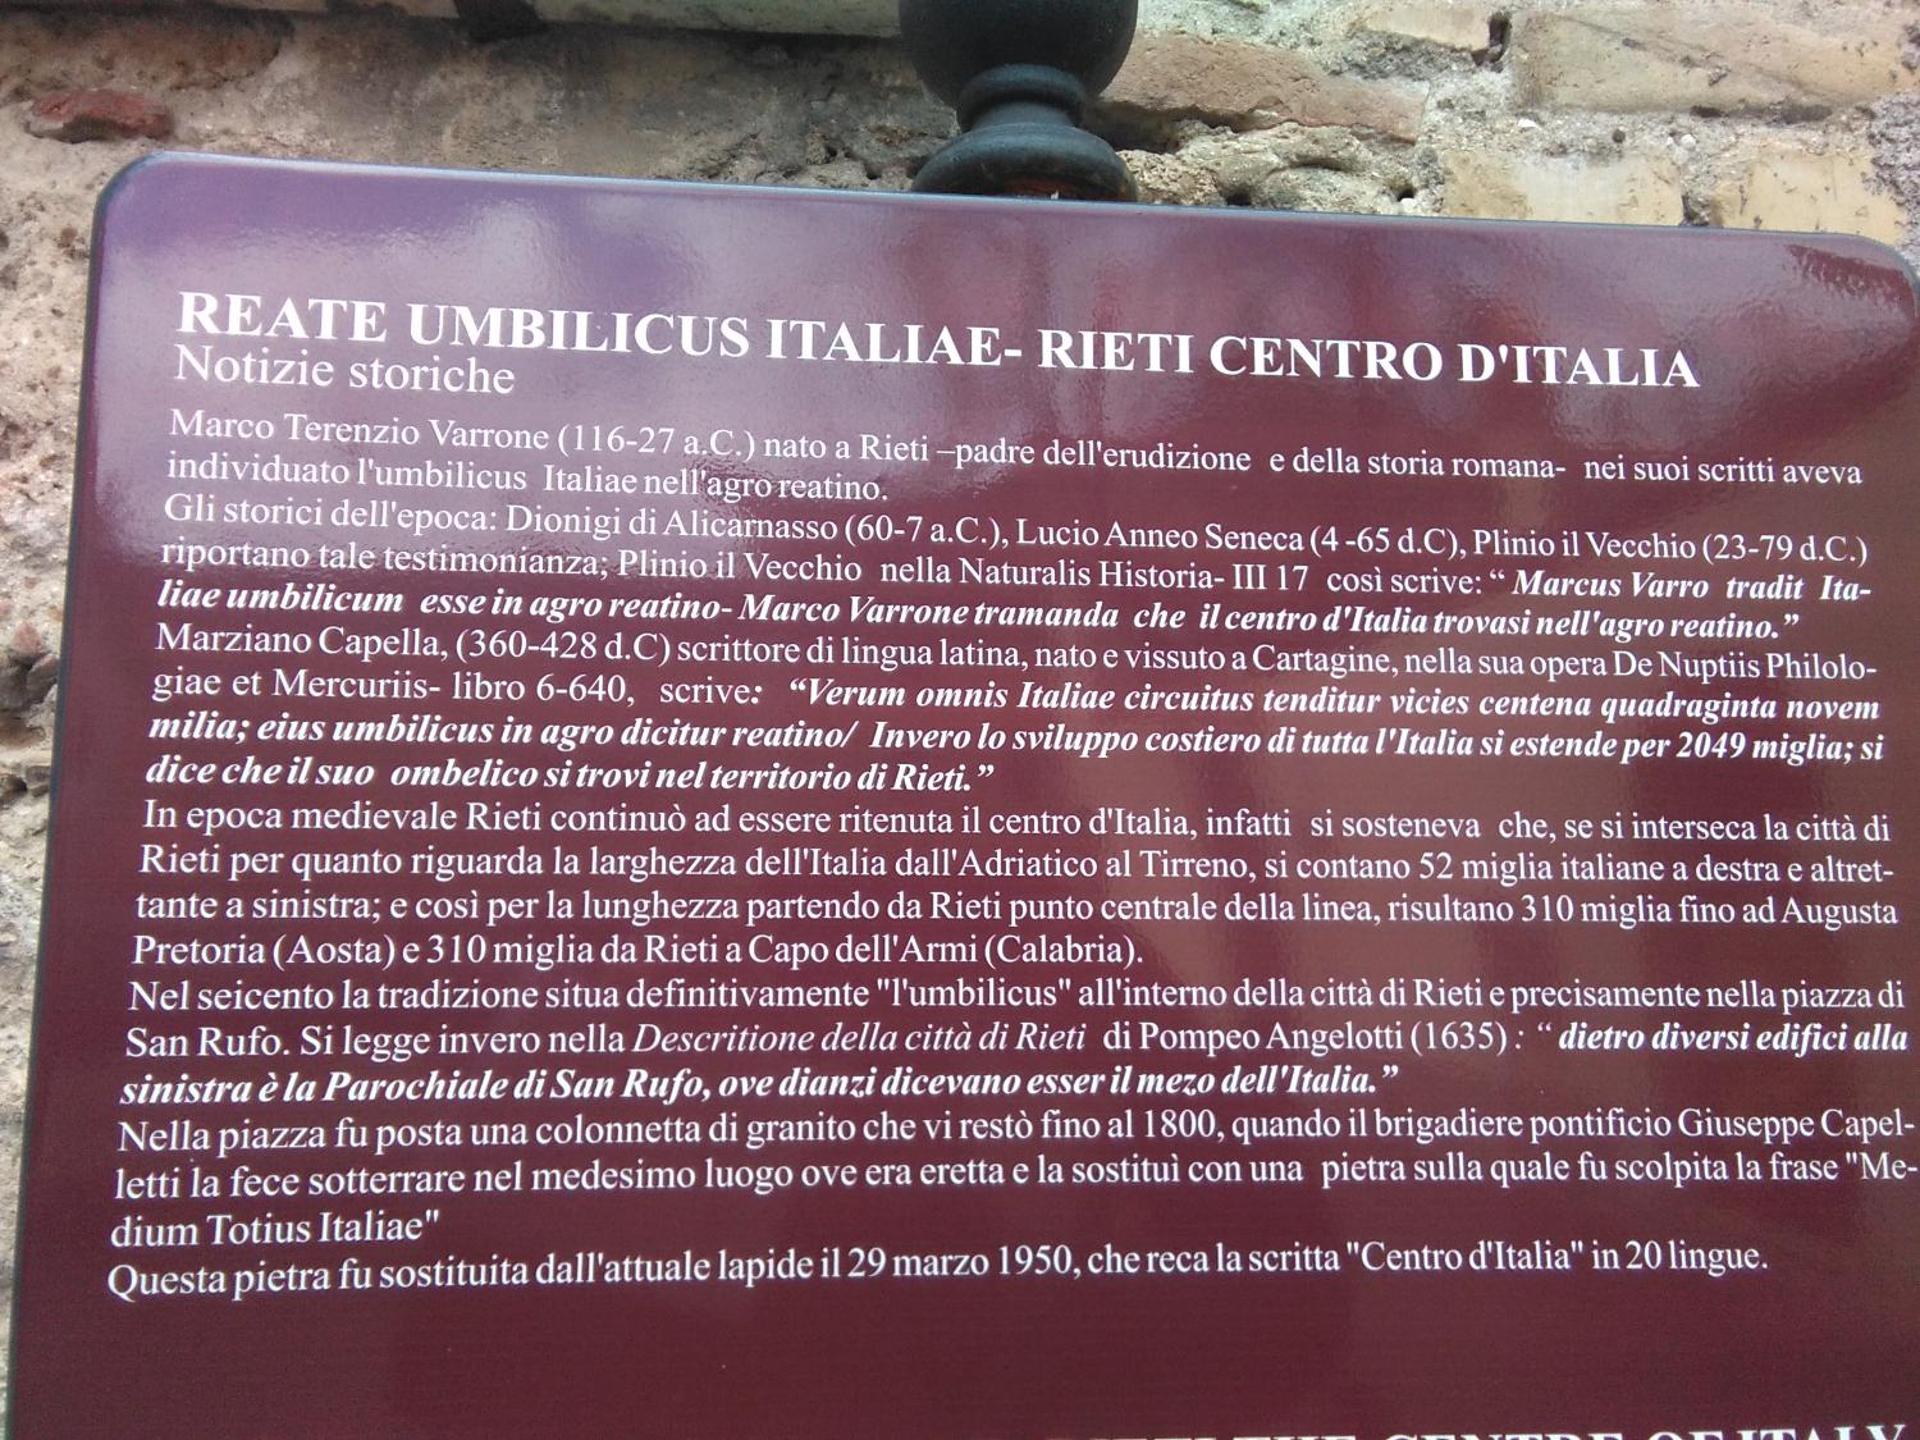 REATE UMBILICUS ITALIAE- RIETI CENTRO D'ITALIA
Notizie storiche
Marco Terenzio Varrone (116-27 a.C.) nato a Rieti –padre dell'erudizione e della storia romana- nei suoi scritti aveva
individuato l'umbilicus Italiae nell'agro reatino.
Gli storici dell'epoca: Dionigi di Alicarnasso (60-7 a.C.), Lucio Anneo Seneca (4 -65 d.C), Plinio il Vecchio (23-79 d.C.)
riportano tale testimonianza; Plinio il Vecchio nella Naturalis Historia- III 17 così scrive: “ Marcus Varro tradit Ita-
liae umbilicum esse in agro reatino- Marco Varrone tramanda che il centro d'Italia trovasi nell'agro reatino.”
Marziano Capella, (360-428 d.C) scrittore di lingua latina, nato e vissuto a Cartagine, nella sua opera De Nuptiis Philolo-
giae et Mercuriis- libro 6-640, scrive: “Verum omnis Italiae circuitus tenditur vicies centena quadraginta novem
milia; eius umbilicus in agro dicitur reatino/ Invero lo sviluppo costiero di tutta l'Italia si estende per 2049 miglia; si
dice che il suo ombelico si trovi nel territorio di Rieti.”
In epoca medievale Rieti continuò ad essere ritenuta il centro d'Italia, infatti si sosteneva che, se si interseca la città di
Rieti per quanto riguarda la larghezza dell'Italia dall'Adriatico al Tirreno, si contano 52 miglia italiane a destra e altret-
tante a sinistra; e così per la lunghezza partendo da Rieti punto centrale della linea, risultano 310 miglia fino ad Augusta
Pretoria (Aosta) e 310 miglia da Rieti a Capo dell'Armi (Calabria).
Nel seicento la tradizione situa definitivamente "l'umbilicus" all'interno della città di Rieti e precisamente nella piazza di
San Rufo. Si legge invero nella Descritione della città di Rieti di Pompeo Angelotti (1635) : “ dietro diversi edifici alla
sinistra è la Parochiale di San Rufo, ove dianzi dicevano esser il mezo dell'Italia.”
Nella piazza fu posta una colonnetta di granito che vi restò fino al 1800, quando il brigadiere pontificio Giuseppe Capel-
letti la fece sotterrare nel medesimo luogo ove era eretta e la sostituì con una pietra sulla quale fu scolpita la frase "Me-
dium Totius Italiae"
Questa pietra fu sostituita dall'attuale lapide il 29 marzo 1950, che reca la scritta "Centro d'Italia" in 20 lingue.
THE CENTRE OF ITALY